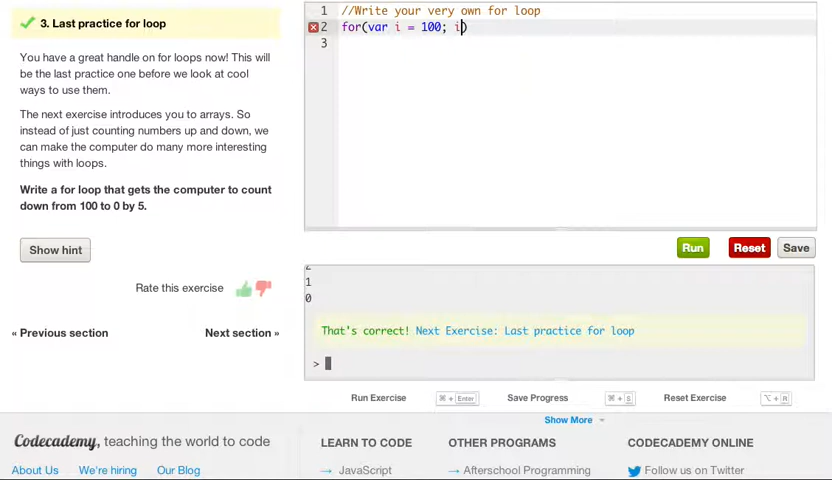 3. Last practice for loop
You have a great handle on for loops now! This will
be the last practice one before we look at cool
ways to use them.
The next exercise introduces you to arrays. So
instead of just counting numbers up and down, we
can make the computer do many more interesting
things with loops.
Write a for loop that gets the computer to count
down from 100 to 0 by 5.
Show hint
Rate this exercise
« Previous section
Next section »
1 //Write your very own for loop
2 for(var i = 100; i)
3
Run
Reset
Save
1
0
That's correct! Next Exercise: Last practice for loop
>
Run Exercise ⌘ + Enter
Save Progress ⌘ + S
Reset Exercise ⌥ + R
Show More
Codecademy, teaching the world to code
About Us
We're hiring
Our Blog
LEARN TO CODE
→ JavaScript
OTHER PROGRAMS
→ Afterschool Programming
CODECADEMY ONLINE
Follow us on Twitter